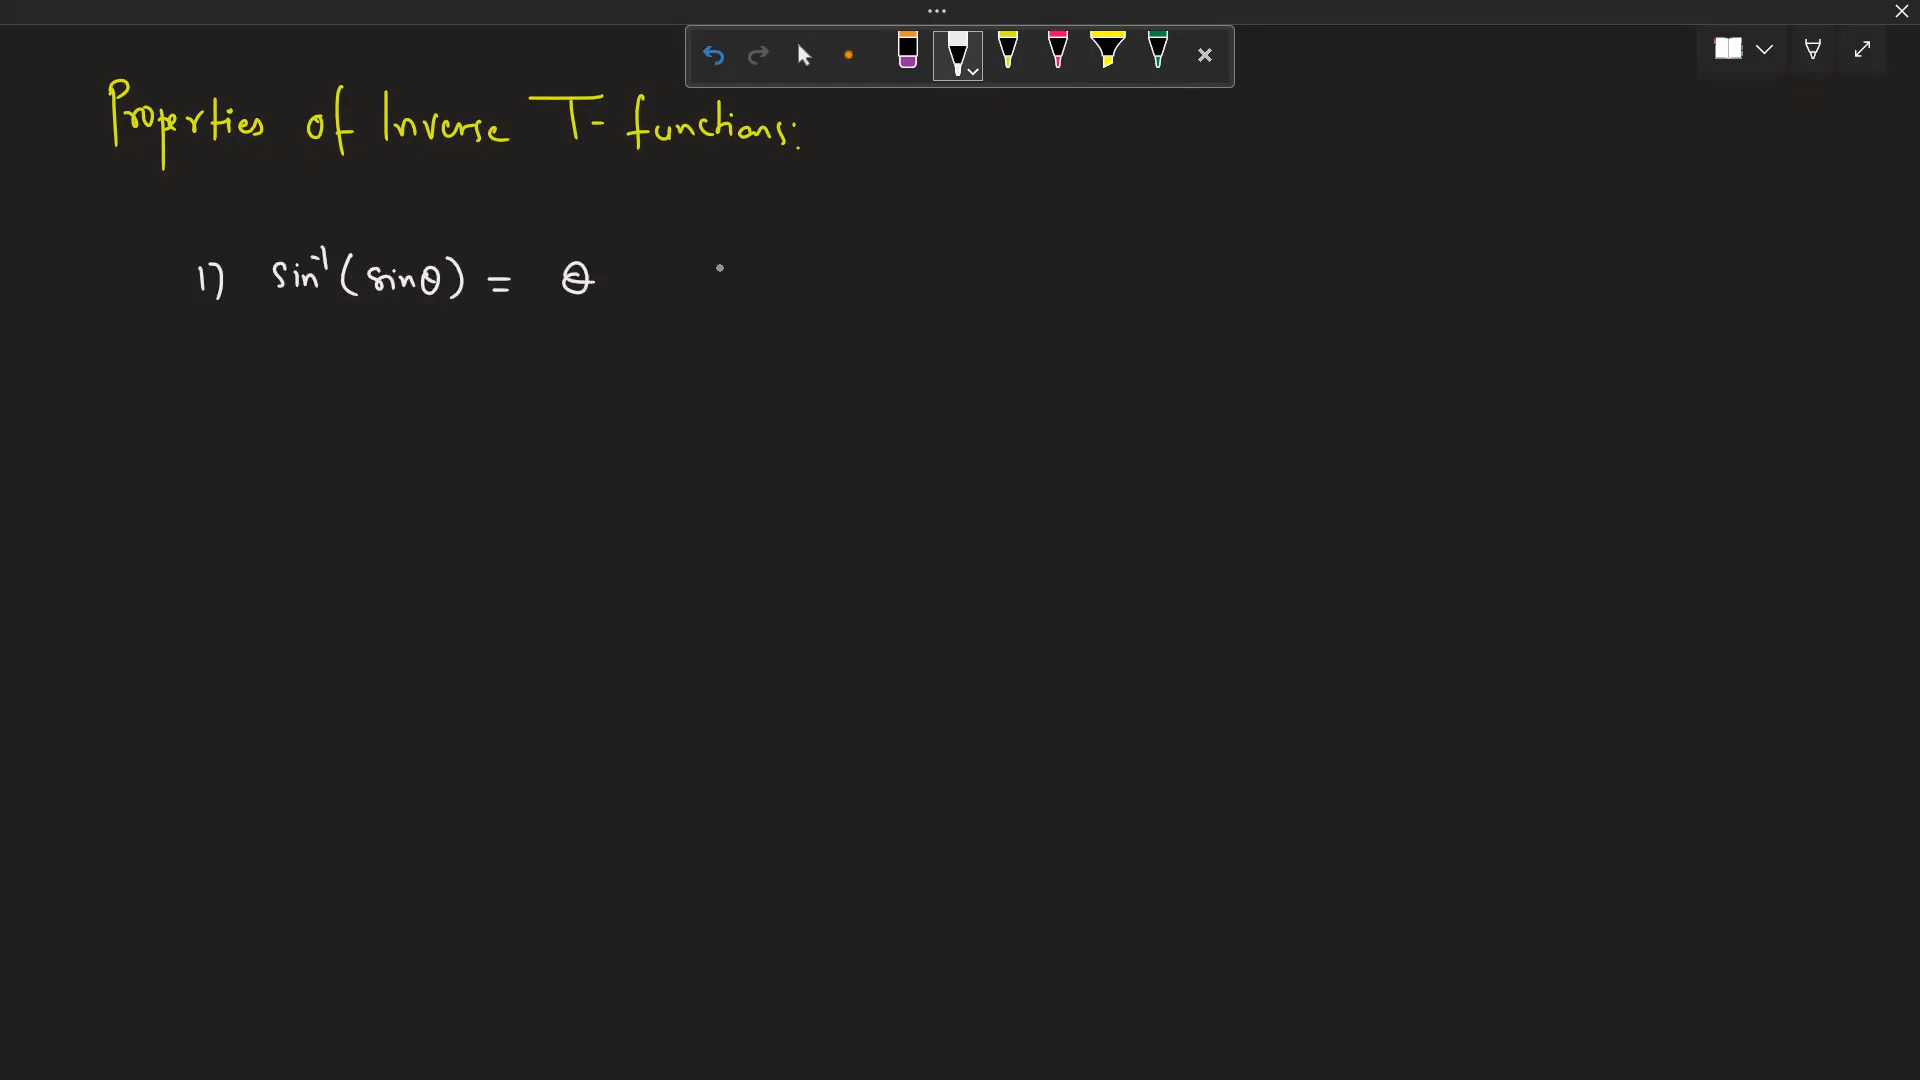 Properties of Inverse T- functions:
1) sin⁻¹(sinθ) = θ